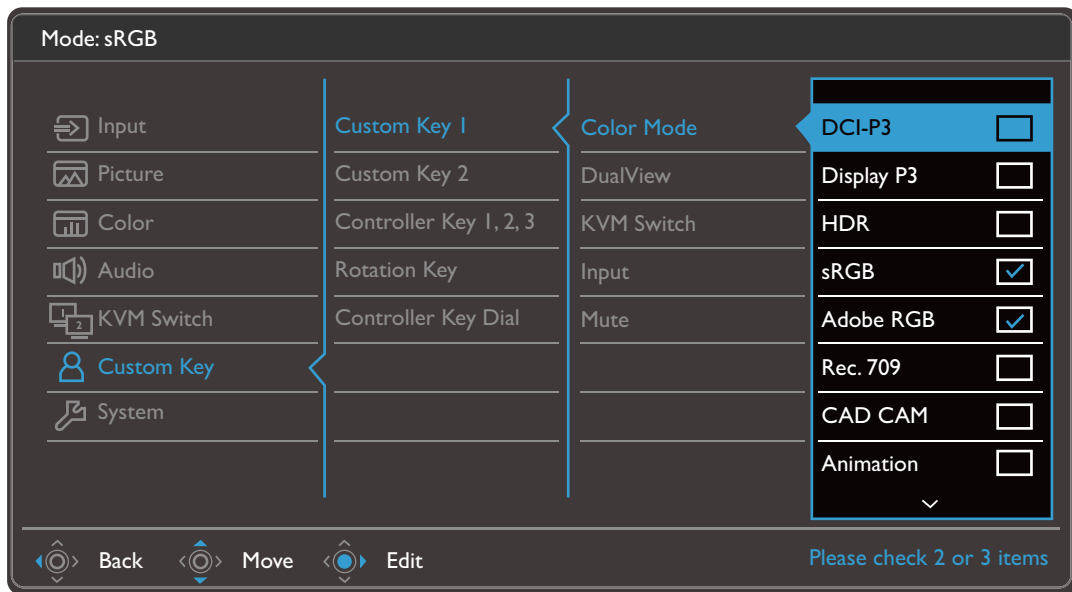 Mode: sRGB
Input
Picture
Color
Audio
KVM Switch
Custom Key
System
Custom Key 1
Custom Key 2
Controller Key 1, 2, 3
Rotation Key
Controller Key Dial
Color Mode
DualView
KVM Switch
Input
Mute
DCI-P3
Display P3
HDR
sRGB
Adobe RGB
Rec. 709
CAD CAM
Animation
Back
Move
Edit
Please check 2 or 3 items